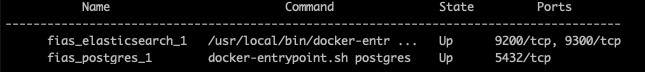 Name Command State Ports
--------------------------------------------------------------------------------
fias_elasticsearch_1 /usr/local/bin/docker-entr ... Up 9200/tcp, 9300/tcp
fias_postgres_1 docker-entrypoint.sh postgres Up 5432/tcp